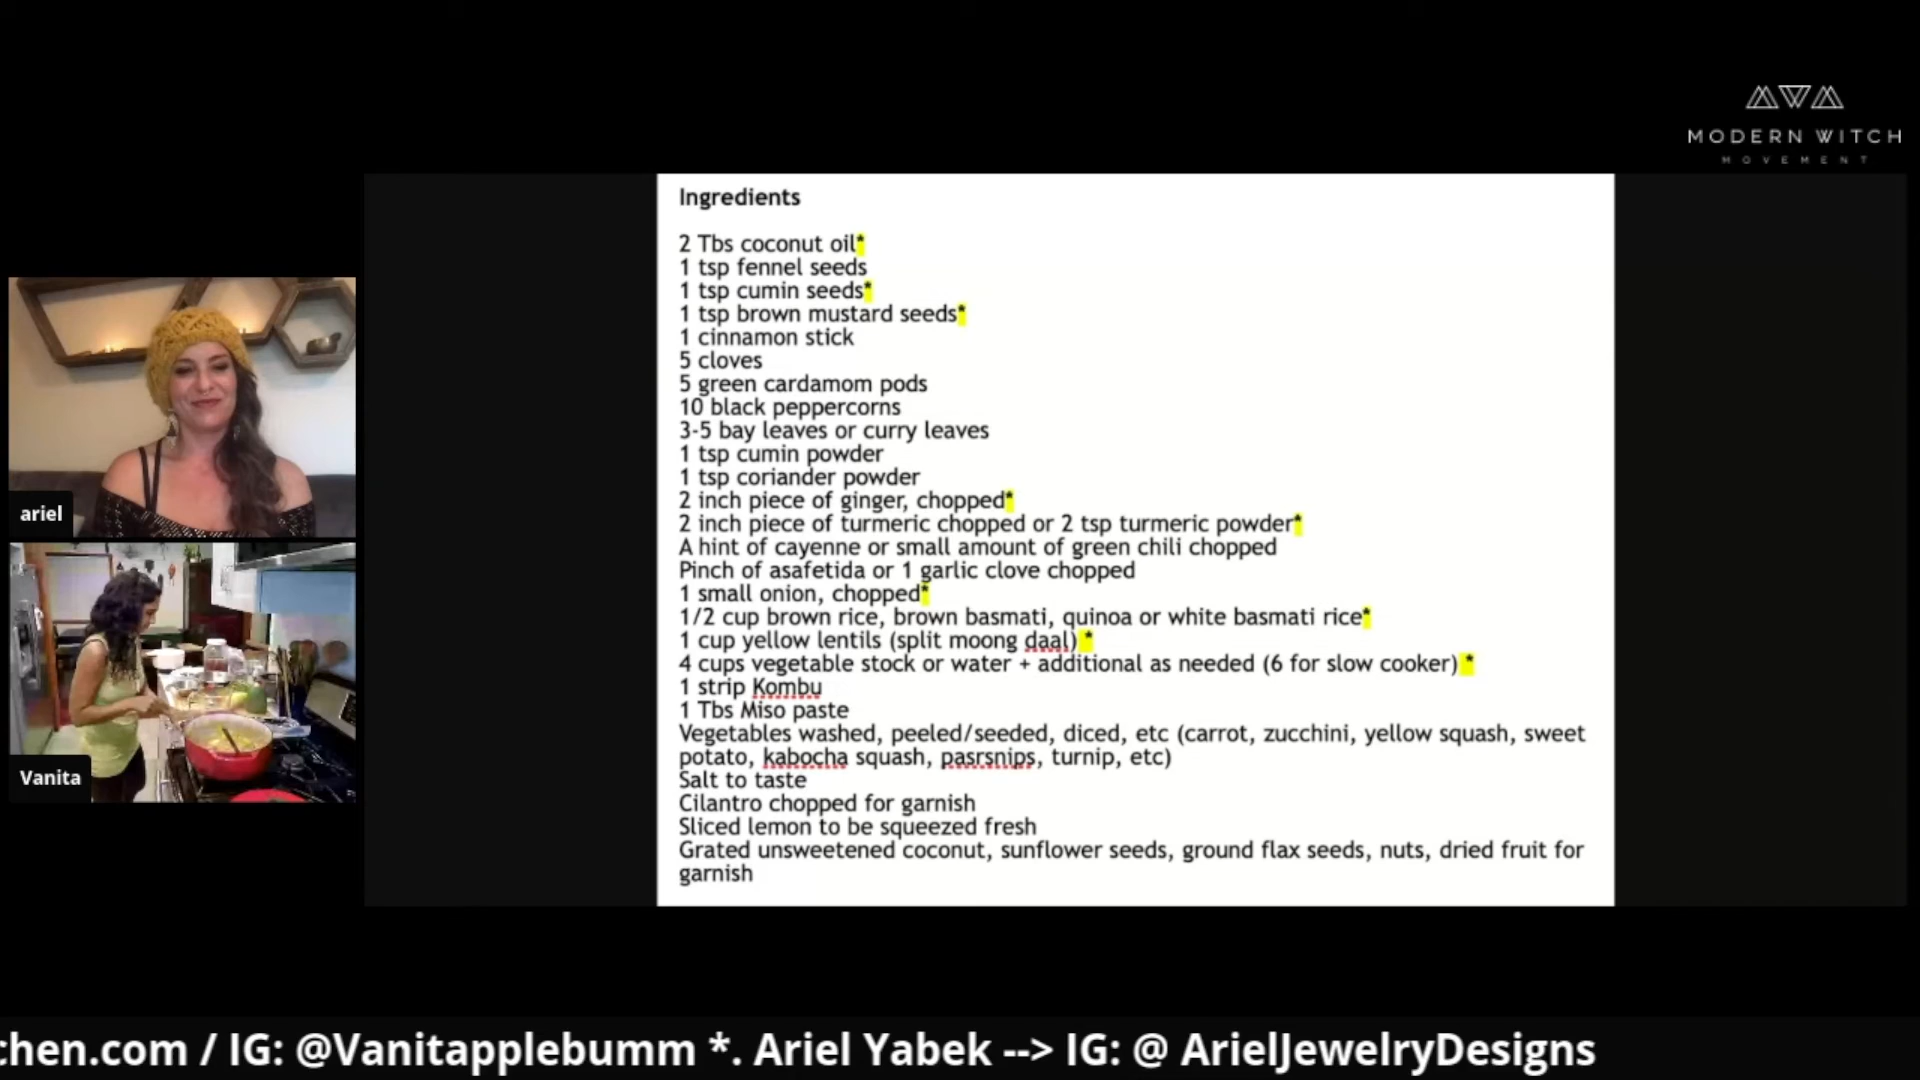 MODERN WITCH
MOVEMENT
Ingredients
2 Tbs coconut oil*
1 tsp fennel seeds
1 tsp cumin seeds*
1 tsp brown mustard seeds*
1 cinnamon stick
5 cloves
5 green cardamom pods
10 black peppercorns
3-5 bay leaves or curry leaves
1 tsp cumin powder
1 tsp coriander powder
2 inch piece of ginger, chopped*
2 inch piece of turmeric chopped or 2 tsp turmeric powder*
A hint of cayenne or small amount of green chili chopped
Pinch of asafetida or 1 garlic clove chopped
1 small onion, chopped*
1/2 cup brown rice, brown basmati, quinoa or white basmati rice*
1 cup yellow lentils (split moong daal) *
4 cups vegetable stock or water + additional as needed (6 for slow cooker) *
1 strip Kombu
1 Tbs Miso paste
Vegetables washed, peeled/seeded, diced, etc (carrot, zucchini, yellow squash, sweet
potato, kabocha squash, pasrsnips, turnip, etc)
Salt to taste
Cilantro chopped for garnish
Sliced lemon to be squeezed fresh
Grated unsweetened coconut, sunflower seeds, ground flax seeds, nuts, dried fruit for
garnish
ariel
Vanita
chen.com / IG: @Vanitapplebumm *. Ariel Yabek --> IG: @ ArielJewelryDesigns